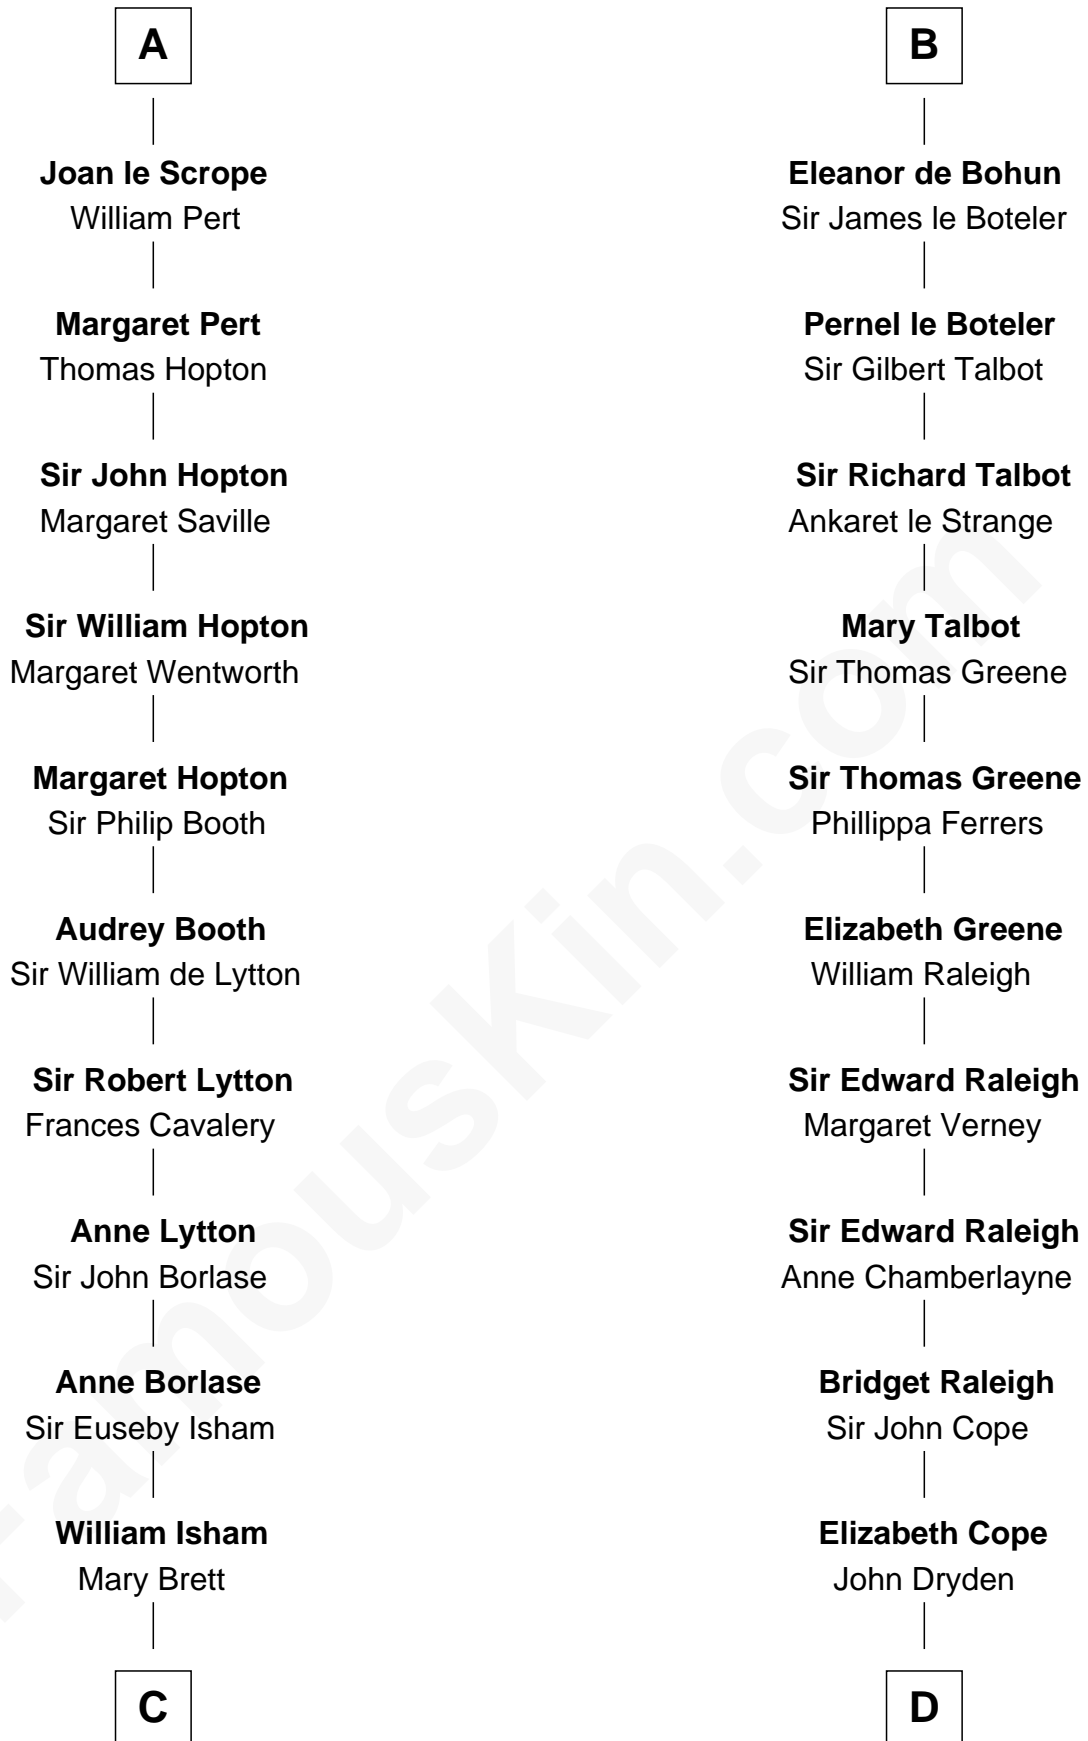 A
Joan le Scrope
William Pert
Margaret Pert
Thomas Hopton
Sir John Hopton
Margaret Saville
Sir William Hopton
Margaret Wentworth
Margaret Hopton
Sir Philip Booth
Audrey Booth
Sir William de Lytton
Sir Robert Lytton
Frances Cavalery
Anne Lytton
Sir John Borlase
Anne Borlase
Sir Euseby Isham
William Isham
Mary Brett
C
B
Eleanor de Bohun
Sir James le Boteler
Pernel le Boteler
Sir Gilbert Talbot
Sir Richard Talbot
Ankaret le Strange
Mary Talbot
Sir Thomas Greene
Sir Thomas Greene
Phillippa Ferrers
Elizabeth Greene
William Raleigh
Sir Edward Raleigh
Margaret Verney
Sir Edward Raleigh
Anne Chamberlayne
Bridget Raleigh
Sir John Cope
Elizabeth Cope
John Dryden
D
FamousKin.com